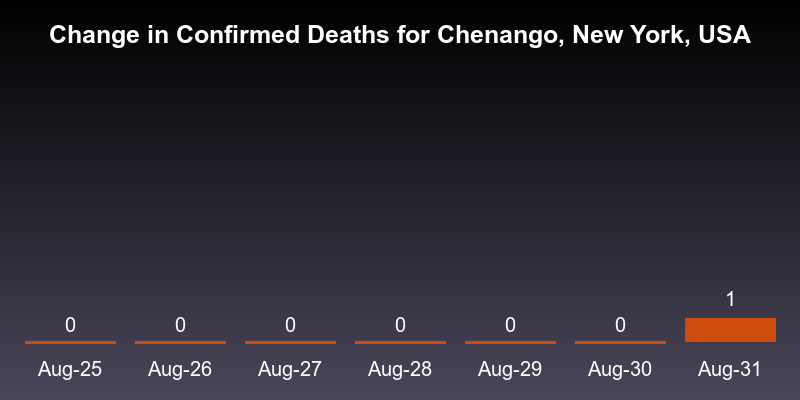 Change in Confirmed Deaths for Chenango, New York, USA
0 0 0 0 0 0 1
Aug-25 Aug-26 Aug-27 Aug-28 Aug-29 Aug-30 Aug-31